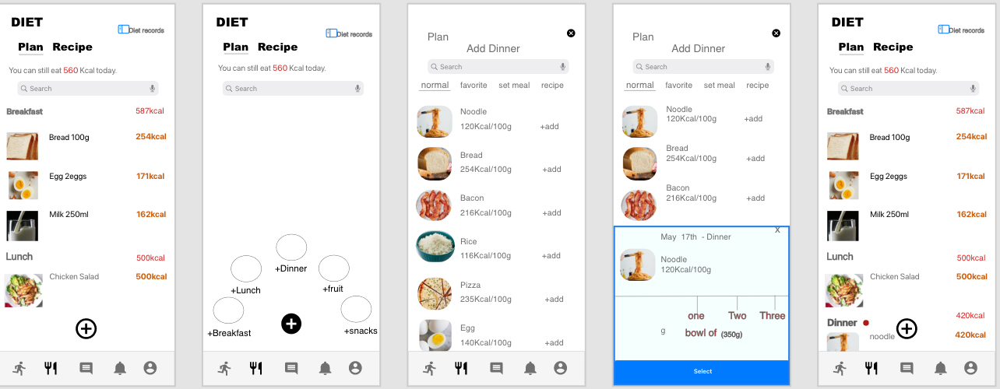 DIET
Diet records
Plan Recipe
You can still eat 560 Kcal today.
Search
Breakfast 587kcal
Bread 100g 254kcal
Egg 2eggs 171kcal
Milk 250ml 162kcal
Lunch 500kcal
Chicken Salad 500kcal
DIET
Diet records
Plan Recipe
You can still eat 560 Kcal today.
Search
+Dinner
+Lunch +fruit
+Breakfast +snacks
Plan
Add Dinner
Search
normal favorite set meal recipe
Noodle
120Kcal/100g +add
Bread
254Kcal/100g +add
Bacon
216Kcal/100g +add
Rice
116Kcal/100g +add
Pizza
235Kcal/100g +add
Egg
140Kcal/100g +add
Plan
Add Dinner
Search
normal favorite set meal recipe
Noodle
120Kcal/100g +add
Bread
254Kcal/100g +add
Bacon
216Kcal/100g +add
X
May 17th - Dinner
Noodle
120Kcal/100g
one Two Three
g bowl of (350g)
Select
DIET
Diet records
Plan Recipe
You can still eat 560 Kcal today.
Search
Breakfast 587kcal
Bread 100g 254kcal
Egg 2eggs 171kcal
Milk 250ml 162kcal
Lunch 500kcal
Chicken Salad 500kcal
Dinner 420kcal
noodle 420kcal